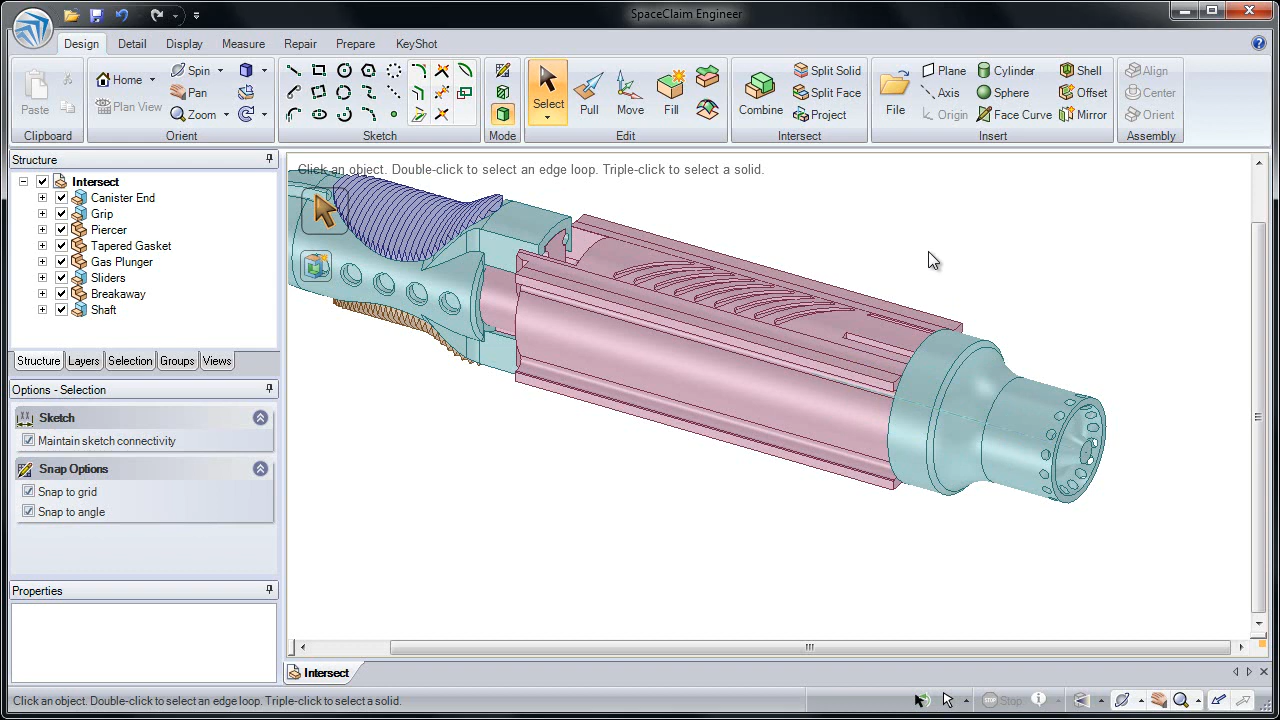 SpaceClaim Engineer
Design Detail Display Measure Repair Prepare KeyShot
Paste
Clipboard
Home
Plan View
Spin
Pan
Zoom
Orient
Sketch
Mode
Select
Pull
Move
Fill
Edit
Combine
Split Solid
Split Face
Project
Intersect
File
Plane
Axis
Origin
Cylinder
Sphere
Face Curve
Shell
Offset
Mirror
Insert
Align
Center
Orient
Assembly
Structure
Intersect
Canister End
Grip
Piercer
Tapered Gasket
Gas Plunger
Sliders
Breakaway
Shaft
Structure Layers Selection Groups Views
Options - Selection
Sketch
Maintain sketch connectivity
Snap Options
Snap to grid
Snap to angle
Properties
Click an object. Double-click to select an edge loop. Triple-click to select a solid.
Intersect
Click an object. Double-click to select an edge loop. Triple-click to select a solid.
Stop